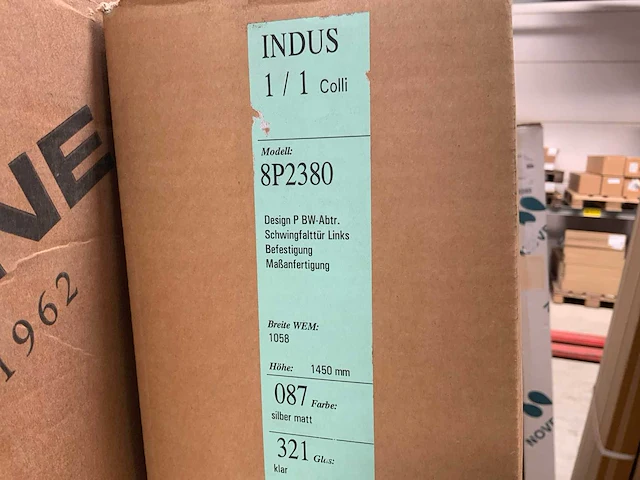 INDUS
1 / 1 Colli
Modell:
8P2380
Design P BW-Abtr.
Schwingfalttür Links
Befestigung
Maßanfertigung
Breite WEM:
1058
Höhe: 1450 mm
087 Farbe:
silber matt
321 Glas:
klar
1962
NOVE